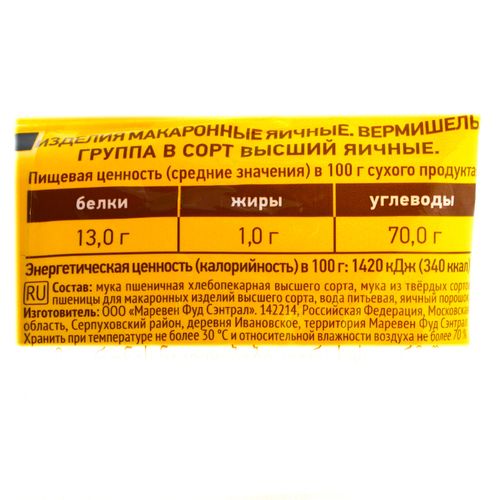 ИЗДЕЛИЯ МАКАРОННЫЕ ЯИЧНЫЕ. ВЕРМИШЕЛЬ
ГРУППА В СОРТ ВЫСШИЙ ЯИЧНЫЕ.
Пищевая ценность (средние значения) в 100 г сухого продукта
белки жиры углеводы
13,0 г 1,0 г 70,0 г
Энергетическая ценность (калорийность) в 100 г: 1420 кДж (340 ккал)
RU Состав: мука пшеничная хлебопекарная высшего сорта, мука из твёрдых сорто
пшеницы для макаронных изделий высшего сорта, вода питьевая, яичный порошок
Изготовитель: ООО «Маревен Фуд Сэнтрал». 142214, Российская Федерация, Московская
область, Серпуховский район, деревня Ивановское, территория Маревен Фуд Сэнтрал
Хранить при температуре не более 30 °С и относительной влажности воздуха не более 70 %